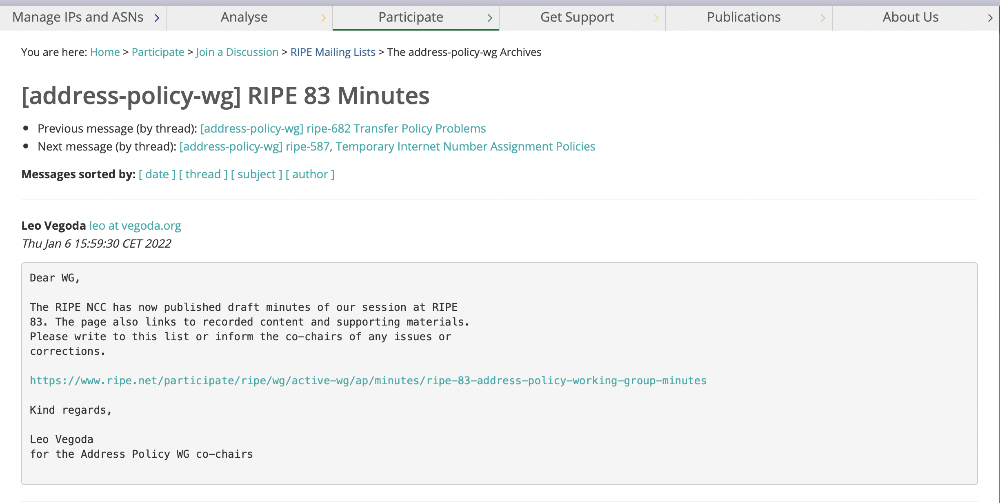 Manage IPs and ASNs Analyse Participate Get Support Publications About Us
You are here: Home > Participate > Join a Discussion > RIPE Mailing Lists > The address-policy-wg Archives
[address-policy-wg] RIPE 83 Minutes
Previous message (by thread): [address-policy-wg] ripe-682 Transfer Policy Problems
Next message (by thread): [address-policy-wg] ripe-587, Temporary Internet Number Assignment Policies
Messages sorted by: [ date ] [ thread ] [ subject ] [ author ]
Leo Vegoda leo at vegoda.org
Thu Jan 6 15:59:30 CET 2022
Dear WG,
The RIPE NCC has now published draft minutes of our session at RIPE
83. The page also links to recorded content and supporting materials.
Please write to this list or inform the co-chairs of any issues or
corrections.
https://www.ripe.net/participate/ripe/wg/active-wg/ap/minutes/ripe-83-address-policy-working-group-minutes
Kind regards,
Leo Vegoda
for the Address Policy WG co-chairs